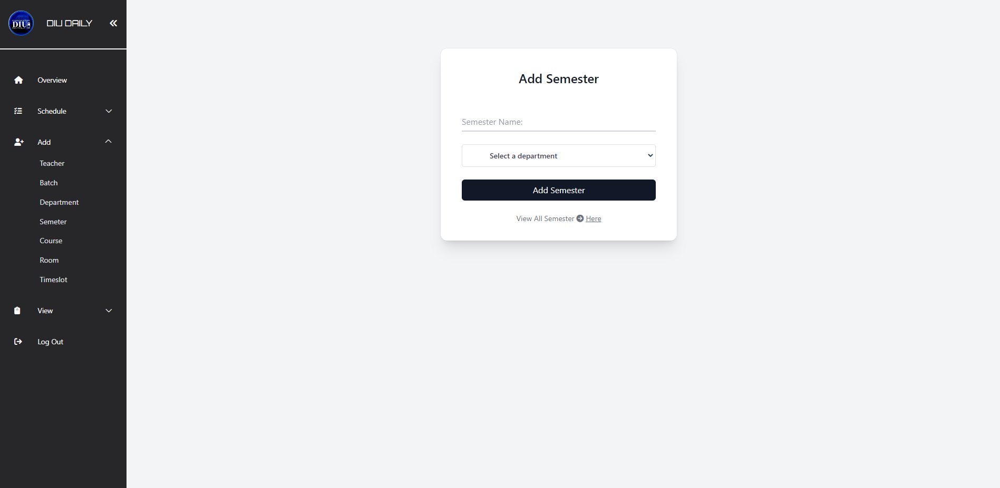 DIU
DIU DAILY
Overview
Schedule
Add
Teacher
Batch
Department
Semeter
Course
Room
Timeslot
View
Log Out
Add Semester
Semester Name:
Select a department
Add Semester
View All Semester Here